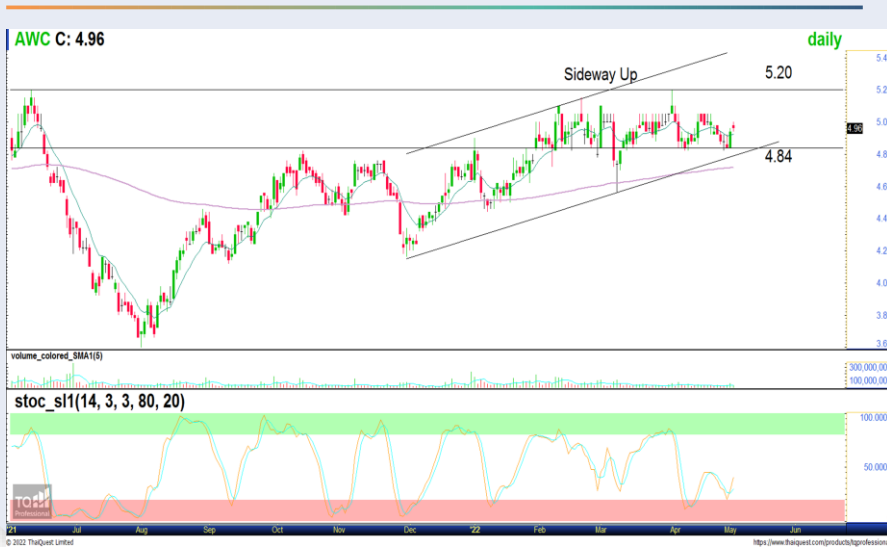 AWC C: 4.96
daily
5.4
Sideway Up
5.20
5.2
5.0
4.96
4.84
4.8
4.6
4.4
4.2
4.0
3.8
3.6
volume_colored_SMA1(5)
300,000,00
100,000,00
stoc_sl1(14, 3, 3, 80, 20)
100.000
50.000
TQ
Professional
'21 Jul Aug Sep Oct Nov Dec '22 Feb Mar Apr May Jun
© 2022 ThaiQuest Limited
https://www.thaiquest.com/products/tqprofession